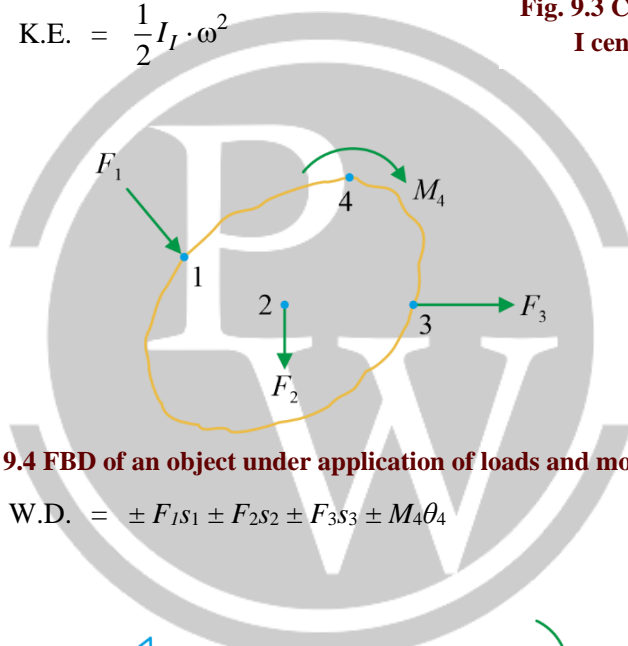 K.E. = 1/2 I_I · ω²
Fig. 9.3 C
I cen
F₁
4
M₄
1
2
3
F₃
F₂
9.4 FBD of an object under application of loads and mo
W.D. = ± F₁s₁ ± F₂s₂ ± F₃s₃ ± M₄θ₄
PW